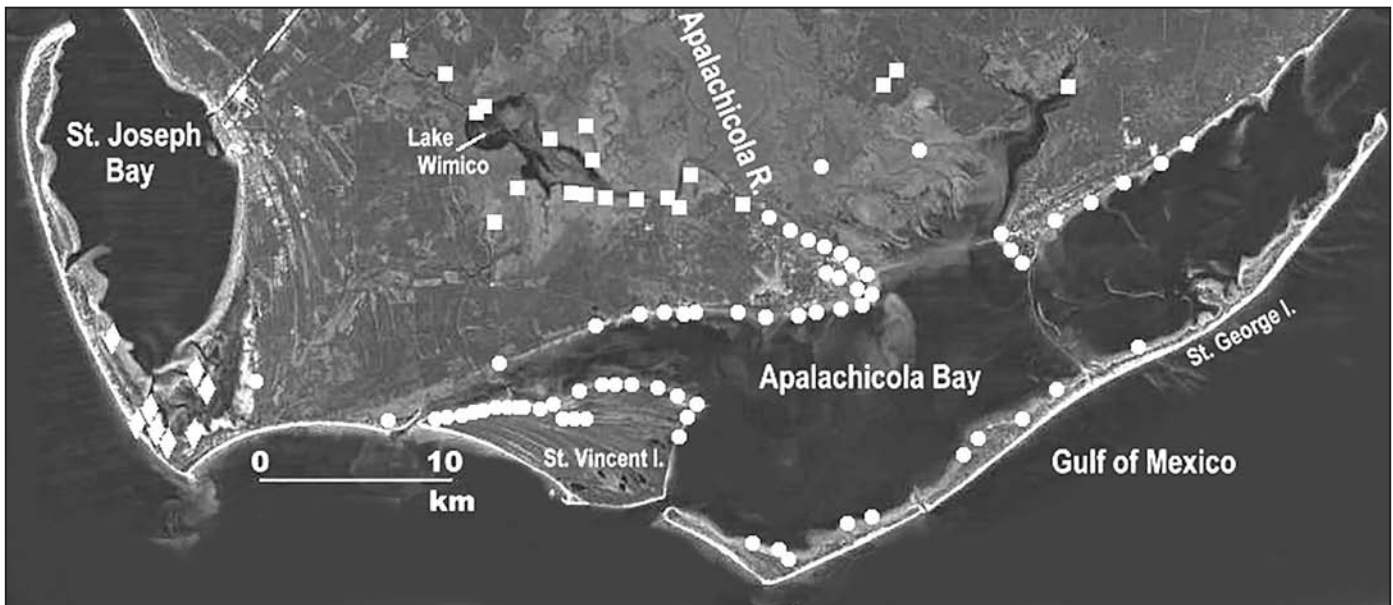 Apalachicola R.
St. Joseph
Bay
Lake
Wimico
St. George I.
Apalachicola Bay
St. Vincent I.
Gulf of Mexico
0 10
km